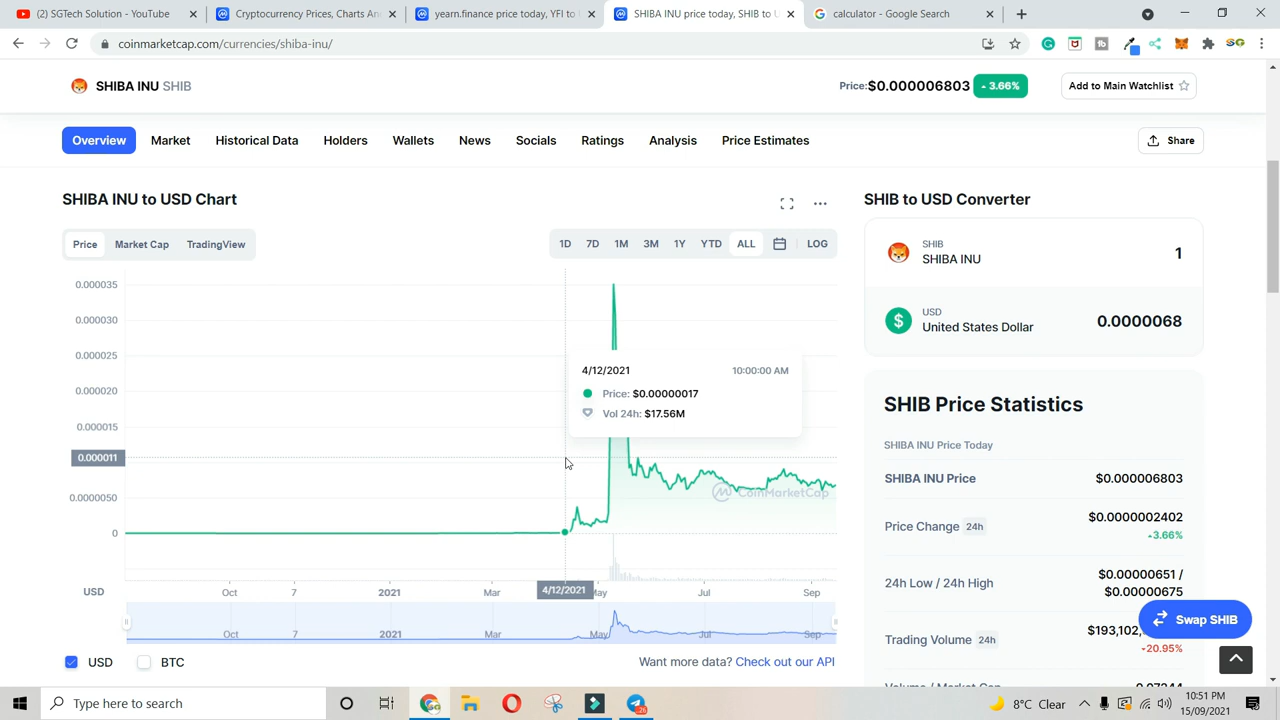 (2) SGTech Solution - YouTube
Cryptocurrency Prices, Charts An
yearn.finance price today, YFI to
SHIBA INU price today, SHIB to U
calculator - Google Search
coinmarketcap.com/currencies/shiba-inu/
SHIBA INU SHIB
Price:$0.000006803 3.66%
Add to Main Watchlist
Overview Market Historical Data Holders Wallets News Socials Ratings Analysis Price Estimates
Share
SHIBA INU to USD Chart
Price Market Cap TradingView
1D 7D 1M 3M 1Y YTD ALL LOG
0.000035
0.000030
0.000025
0.000020
0.000015
0.000011
0.0000050
0
4/12/2021 10:00:00 AM
Price: $0.00000017
Vol 24h: $17.56M
CoinMarketCap
USD
Oct 7 2021 Mar 4/12/2021 May Jul Sep
Oct 7 2021 Mar May Jul Sep
USD BTC
Want more data? Check out our API
SHIB to USD Converter
SHIB
SHIBA INU
1
USD
United States Dollar
0.0000068
SHIB Price Statistics
SHIBA INU Price Today
SHIBA INU Price $0.000006803
Price Change 24h $0.0000002402
3.66%
24h Low / 24h High $0.00000651 /
$0.00000675
Swap SHIB
Trading Volume 24h $193,102,
20.95%
Type here to search
26
8°C Clear
10:51 PM
15/09/2021